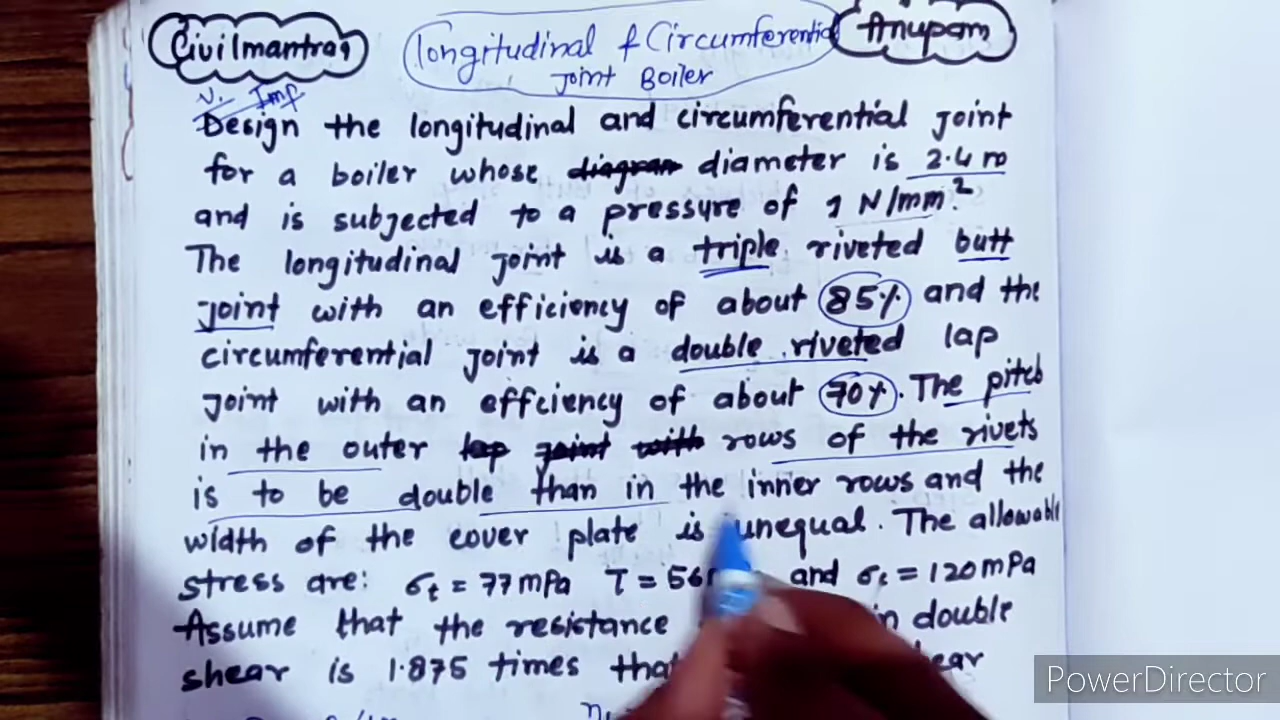 Civilmantraa
Longitudinal & Circumferential
Joint Boiler
Anupam
V. Imp
Design the longitudinal and circumferential joint
for a boiler whose diagram diameter is 2.4 m
and is subjected to a pressure of 1 N/mm².
The longitudinal joint is a triple riveted butt
joint with an efficiency of about 85% and the
circumferential joint is a double riveted lap
joint with an effciency of about 70%. The pitch
in the outer lap joint with rows of the rivets
is to be double than in the inner rows and the
width of the cover plate is unequal. The allowable
stress are: σt = 77 mPa τ = 56 and σc = 120 mPa
Assume that the resistance in double
shear is 1.875 times
PowerDirector